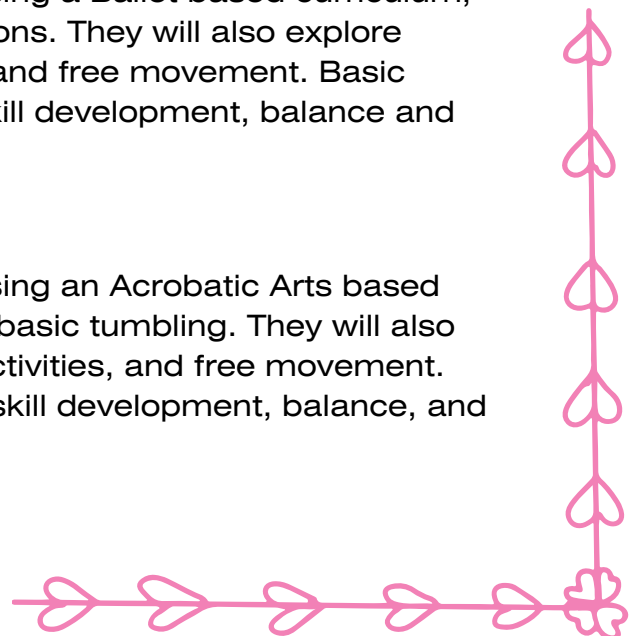 ing a Ballet based curriculum,
ons. They will also explore
and free movement. Basic
kill development, balance and
sing an Acrobatic Arts based
basic tumbling. They will also
ctivities, and free movement.
skill development, balance, and